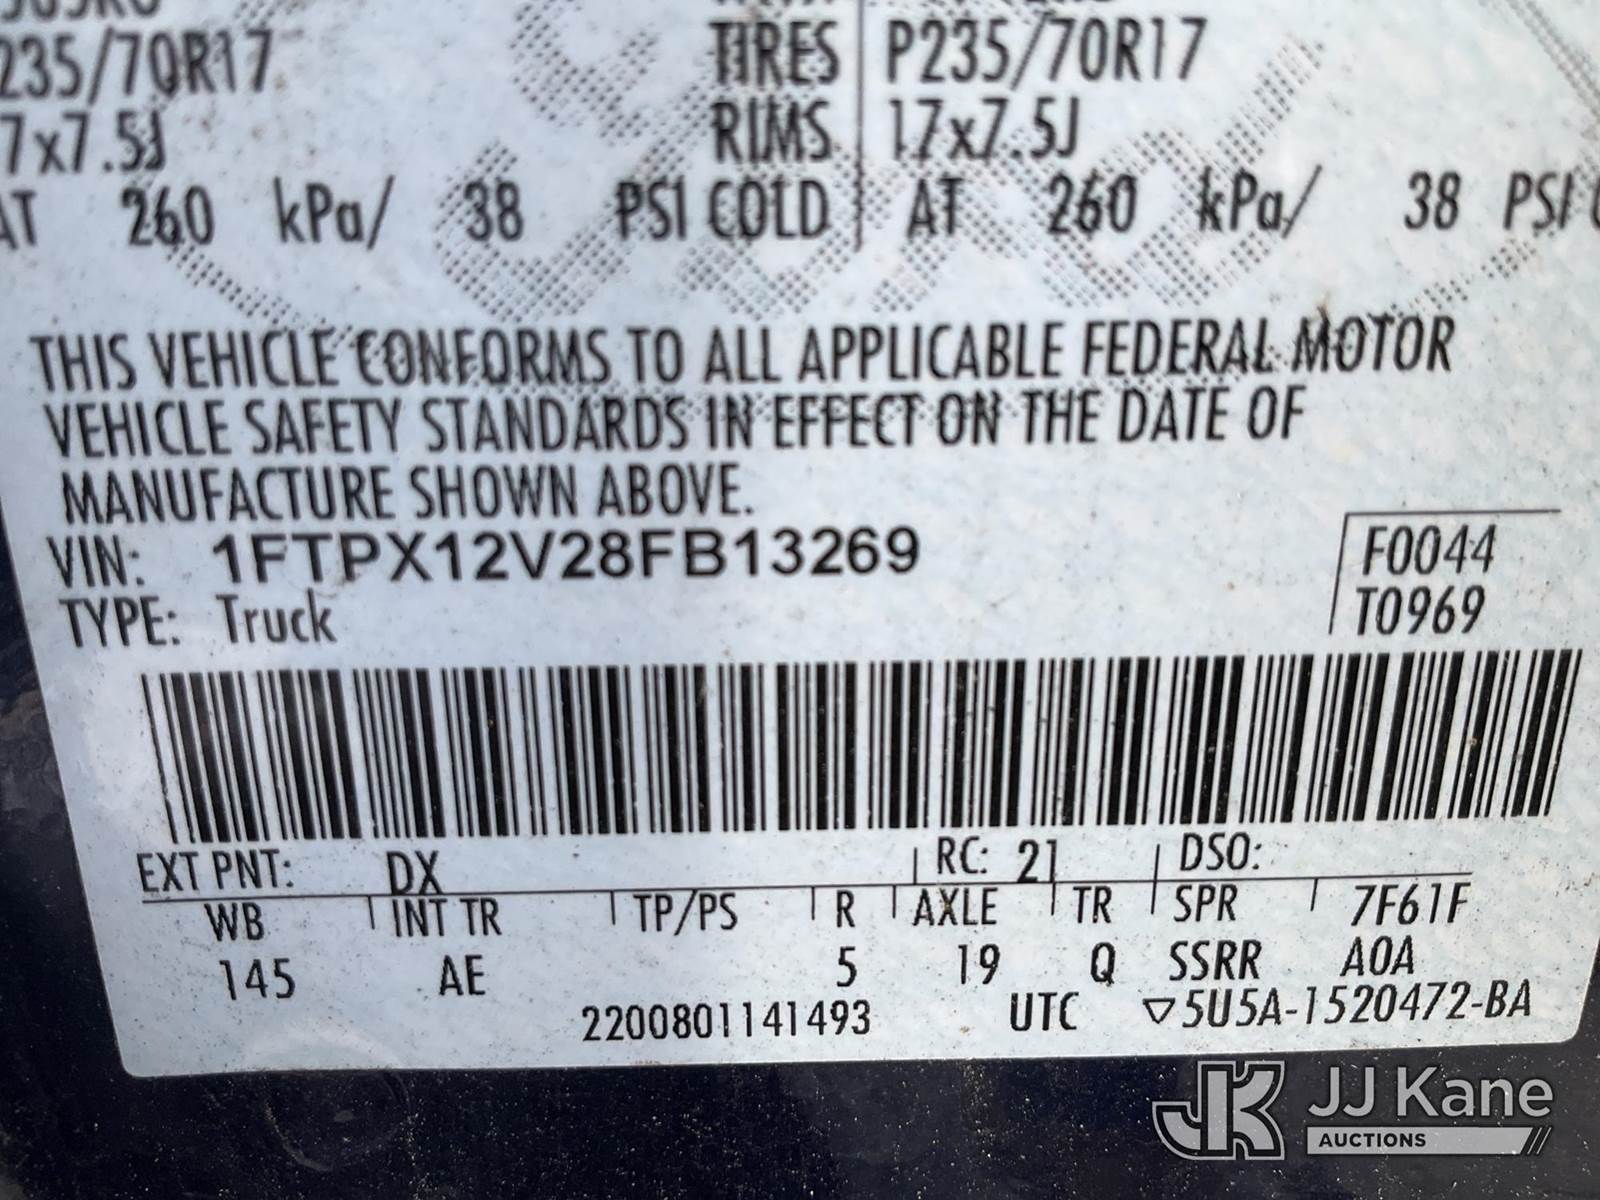 TIRES P235/70R17
235/70R17
RIMS 17x7.5J
7x7.5J
AT 260 kPa/ 38 PSI COLD AT 260 kPa/ 38 PSI
THIS VEHICLE CONFORMS TO ALL APPLICABLE FEDERAL MOTOR
VEHICLE SAFETY STANDARDS IN EFFECT ON THE DATE OF
MANUFACTURE SHOWN ABOVE.
VIN: 1FTPX12V28FB13269 F0044
TYPE: Truck T0969
EXT PNT: DX RC: 21 DSO:
WB INT TR TP/PS R AXLE TR SPR 7F61F
145 AE 5 19 Q SSRR A0A
2200801141493 UTC ▽5U5A-1520472-BA
JK JJ Kane
AUCTIONS